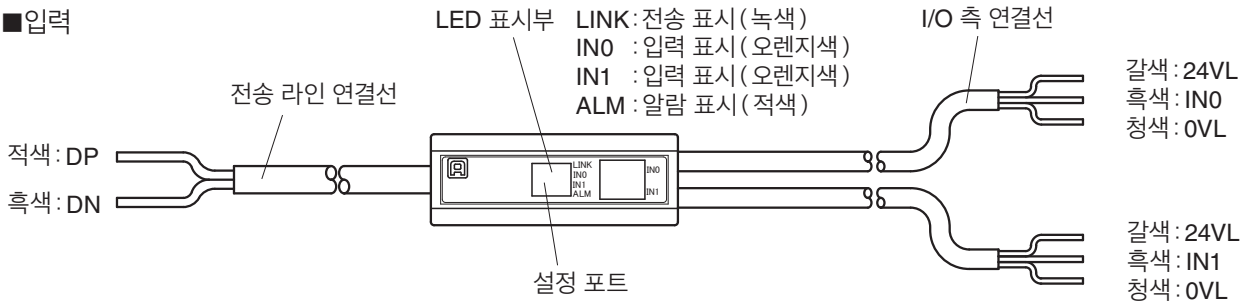 ■입력
LED 표시부
LINK:전송 표시(녹색)
IN0 :입력 표시(오렌지색)
IN1 :입력 표시(오렌지색)
ALM :알람 표시(적색)
I/O 측 연결선
전송 라인 연결선
적색:DP
흑색:DN
LINK
IN0
IN1
ALM
IN0
IN1
설정 포트
갈색:24VL
흑색:IN0
청색:0VL
갈색:24VL
흑색:IN1
청색:0VL